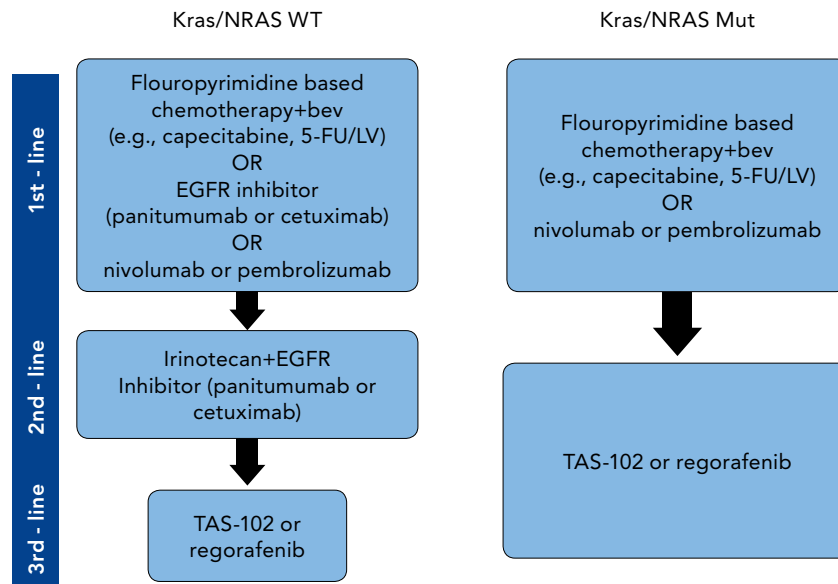 Kras/NRAS WT
Kras/NRAS Mut
1st - line
Flouropyrimidine based
chemotherapy+bev
(e.g., capecitabine, 5-FU/LV)
OR
EGFR inhibitor
(panitumumab or cetuximab)
OR
nivolumab or pembrolizumab
Flouropyrimidine based
chemotherapy+bev
(e.g., capecitabine, 5-FU/LV)
OR
nivolumab or pembrolizumab
2nd - line
Irinotecan+EGFR
Inhibitor (panitumumab or
cetuximab)
TAS-102 or regorafenib
3rd - line
TAS-102 or
regorafenib